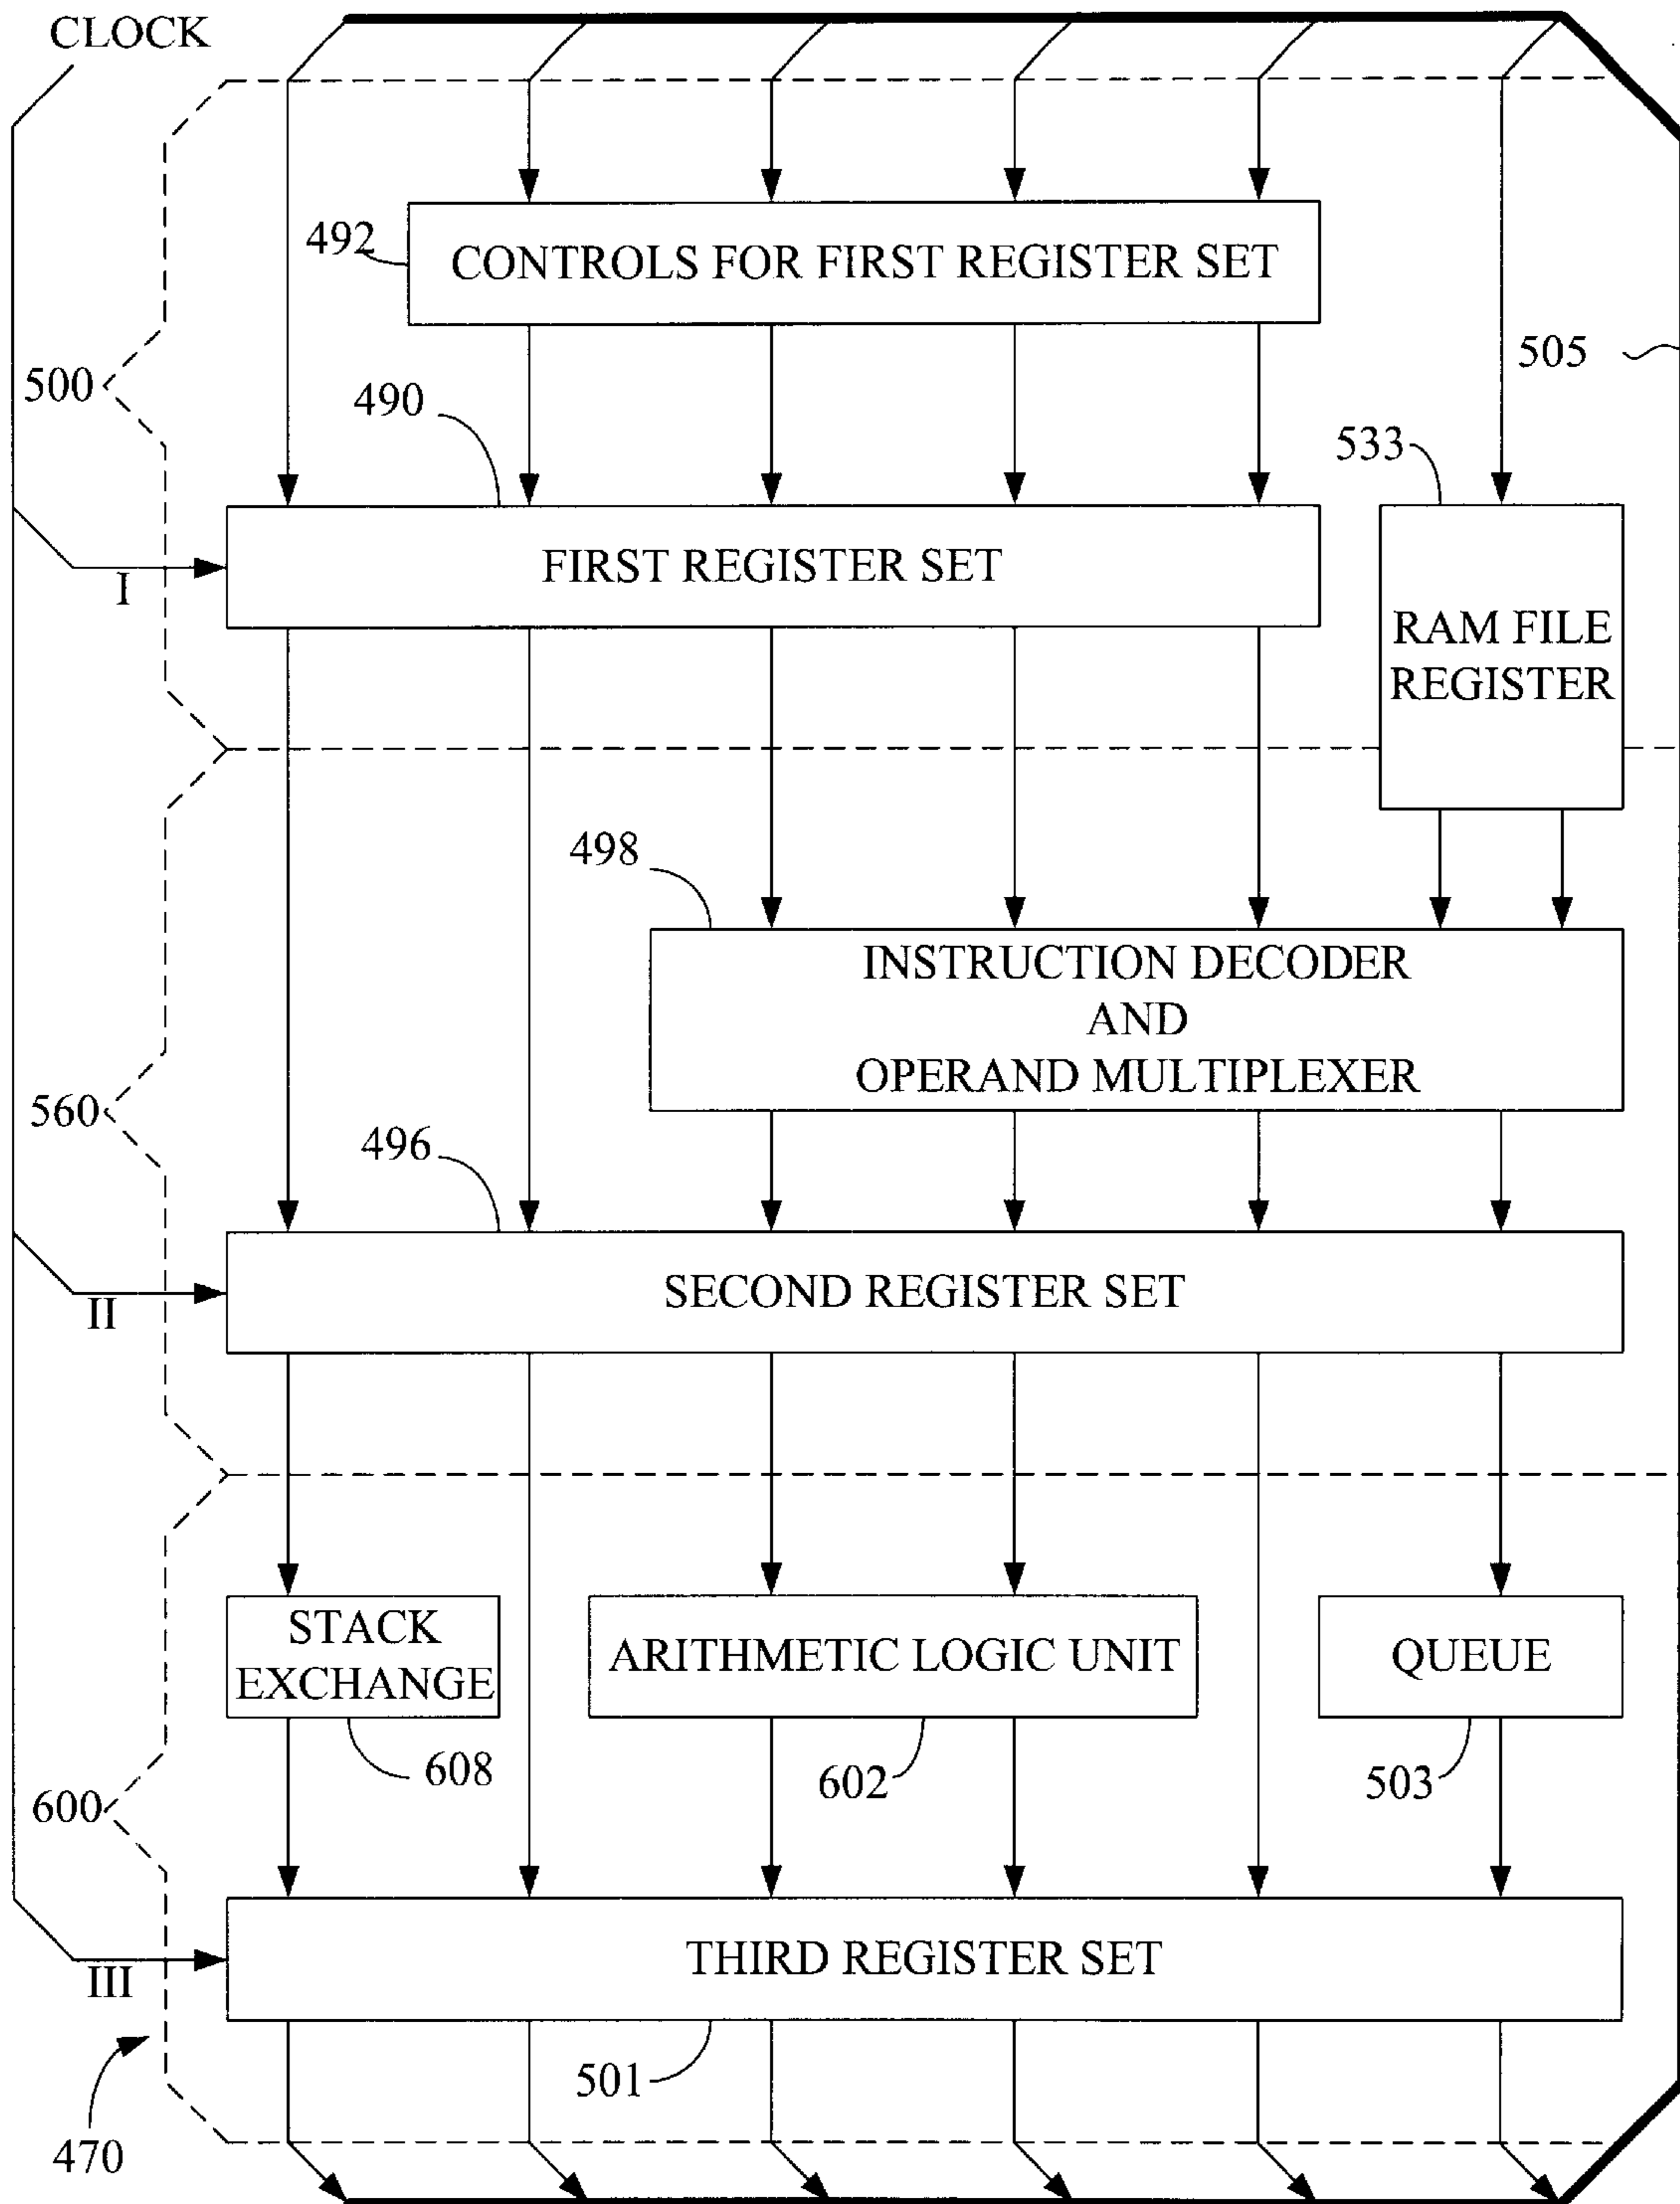 CLOCK
492
CONTROLS FOR FIRST REGISTER SET
505
500
490
533
FIRST REGISTER SET
I
RAM FILE
REGISTER
498
INSTRUCTION DECODER
AND
OPERAND MULTIPLEXER
560
496
SECOND REGISTER SET
II
STACK
EXCHANGE
ARITHMETIC LOGIC UNIT
QUEUE
608
602
503
600
THIRD REGISTER SET
III
501
470